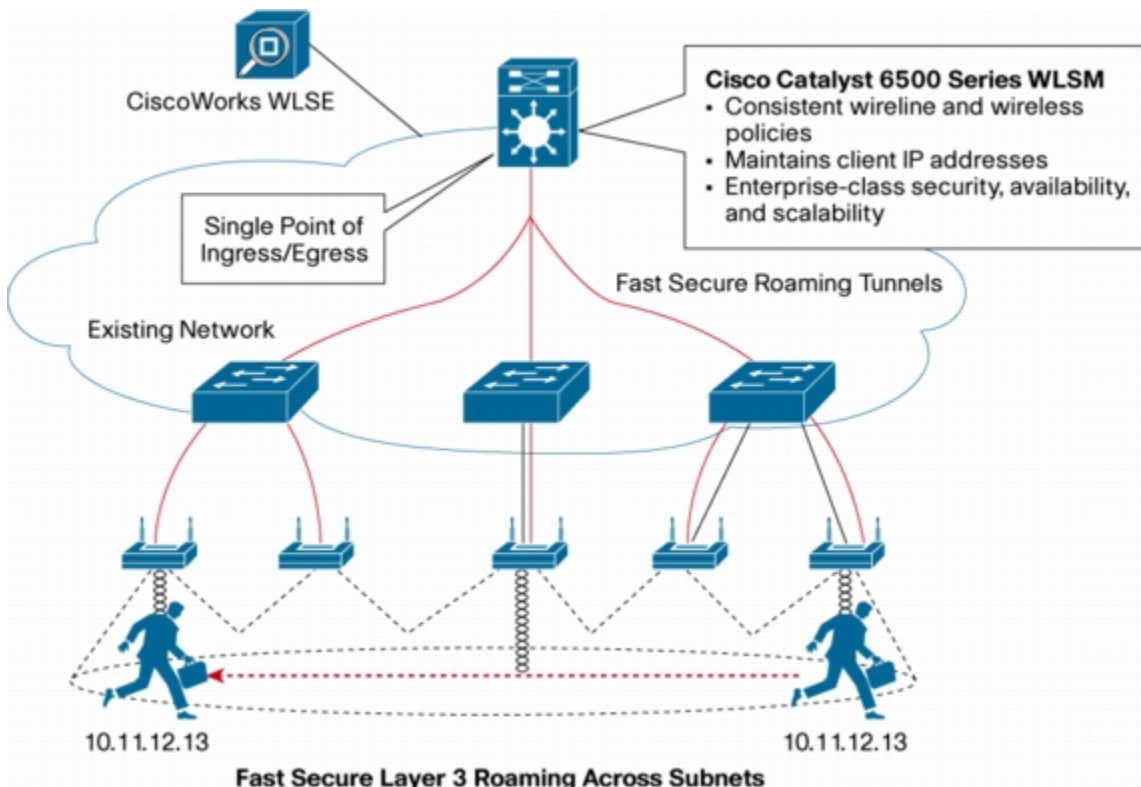 CiscoWorks WLSE
Cisco Catalyst 6500 Series WLSM
▪ Consistent wireline and wireless
policies
▪ Maintains client IP addresses
▪ Enterprise-class security, availability,
and scalability
Single Point of
Ingress/Egress
Fast Secure Roaming Tunnels
Existing Network
10.11.12.13
10.11.12.13
Fast Secure Layer 3 Roaming Across Subnets